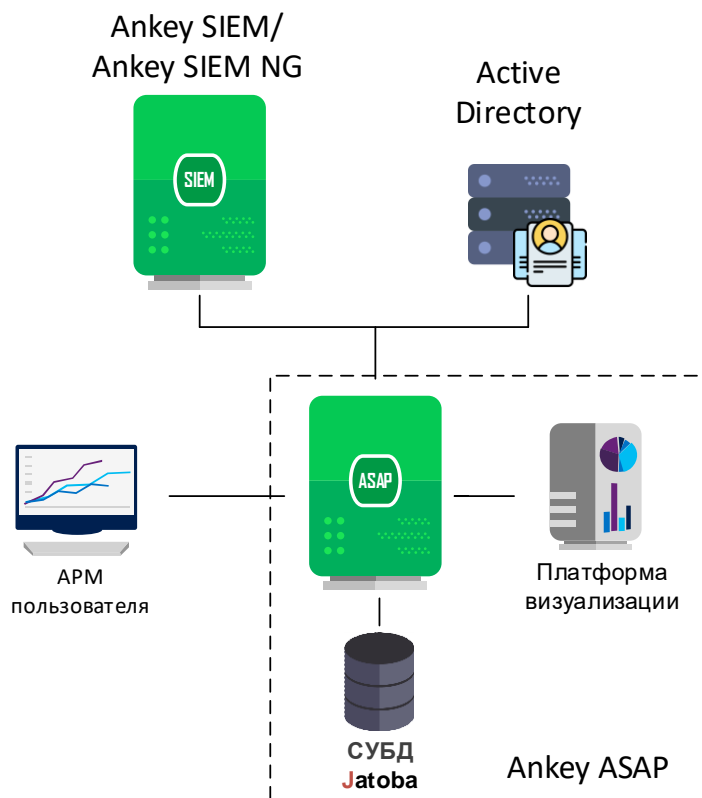 Ankey SIEM/
Ankey SIEM NG
Active
Directory
SIEM
ASAP
АРМ
пользователя
Платформа
визуализации
СУБД
Jatoba
Ankey ASAP